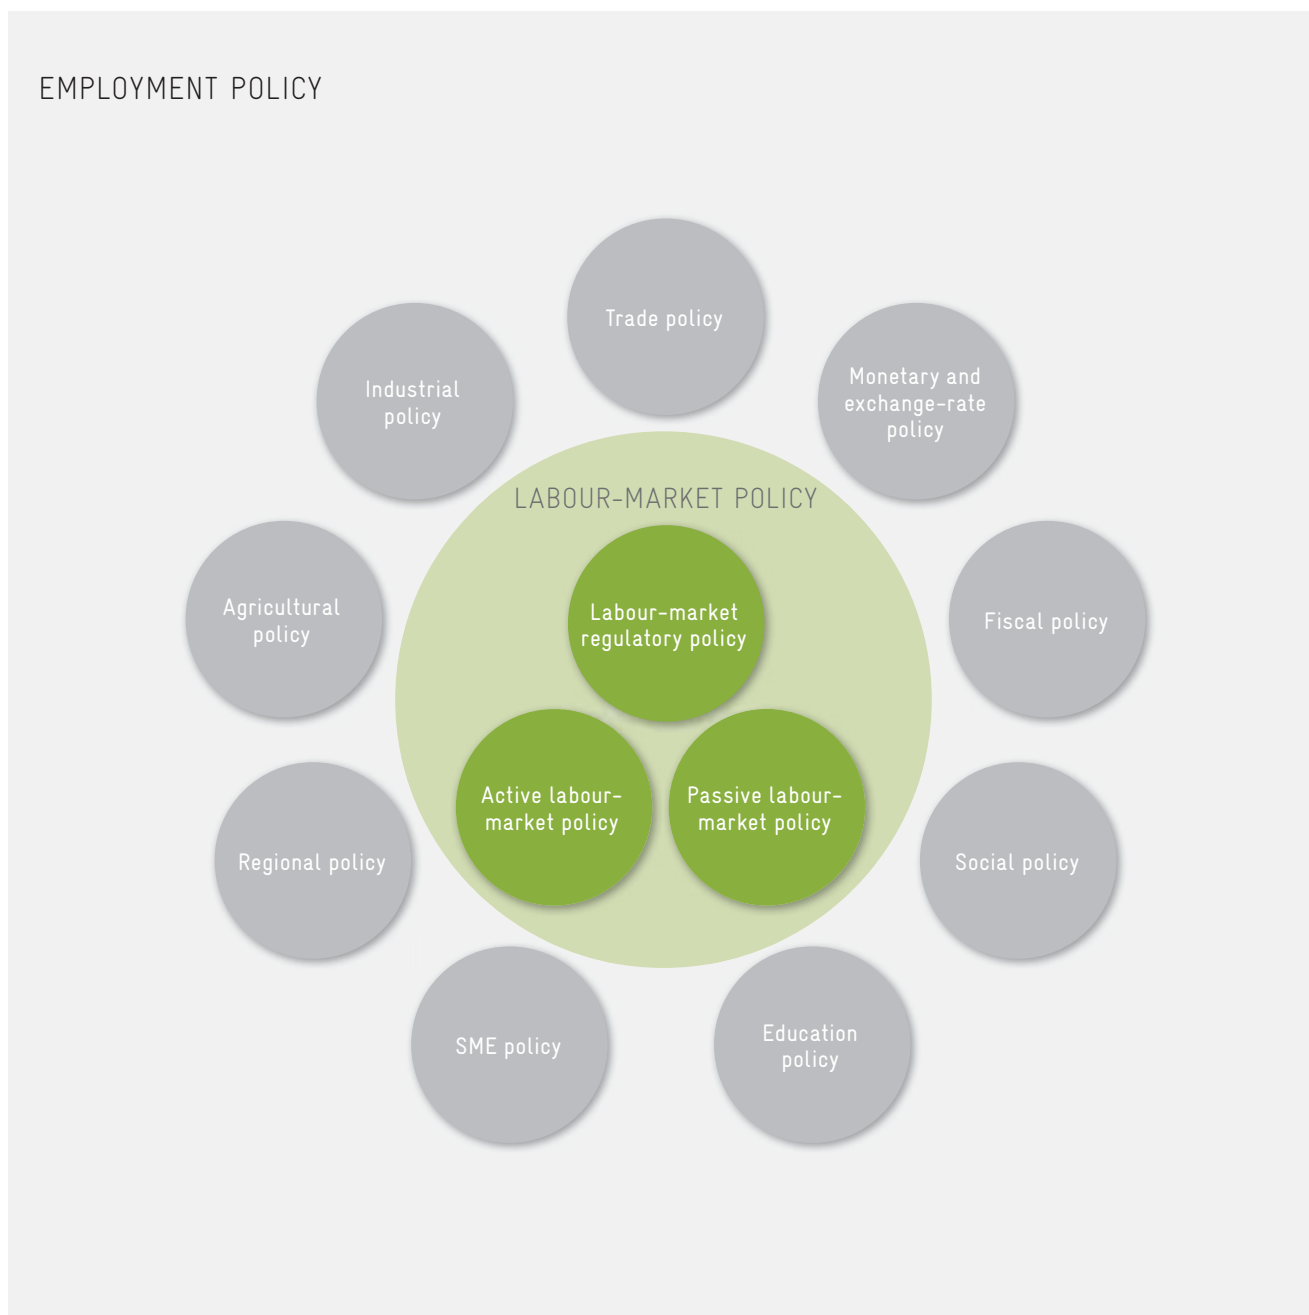 EMPLOYMENT POLICY
Trade policy
Industrial
policy
Monetary and
exchange-rate
policy
LABOUR-MARKET POLICY
Labour-market
regulatory policy
Agricultural
policy
Fiscal policy
Active labour-
market policy
Passive labour-
market policy
Regional policy
Social policy
SME policy
Education
policy